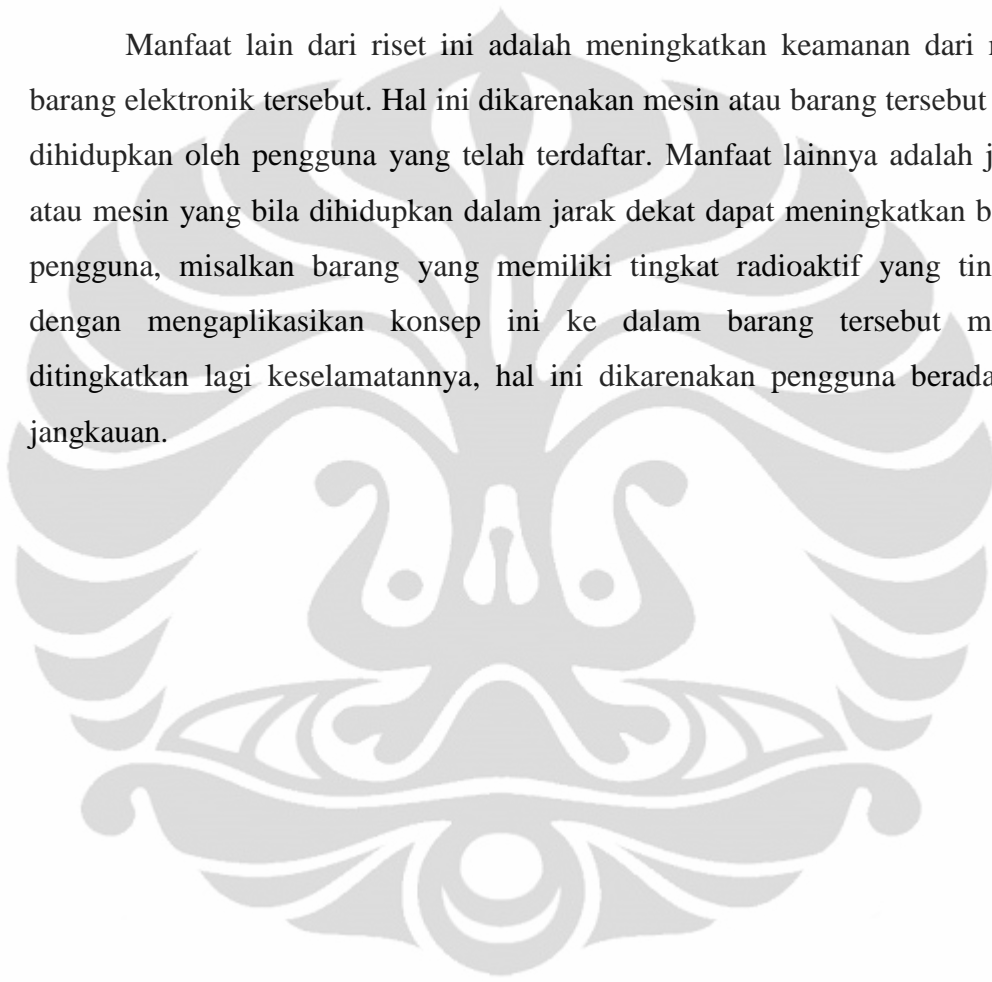 Manfaat lain dari riset ini adalah meningkatkan keamanan dari
barang elektronik tersebut. Hal ini dikarenakan mesin atau barang tersebut
dihidupkan oleh pengguna yang telah terdaftar. Manfaat lainnya adalah
atau mesin yang bila dihidupkan dalam jarak dekat dapat meningkatkan
pengguna, misalkan barang yang memiliki tingkat radioaktif yang
dengan mengaplikasikan konsep ini ke dalam barang tersebut
ditingkatkan lagi keselamatannya, hal ini dikarenakan pengguna
jangkauan.